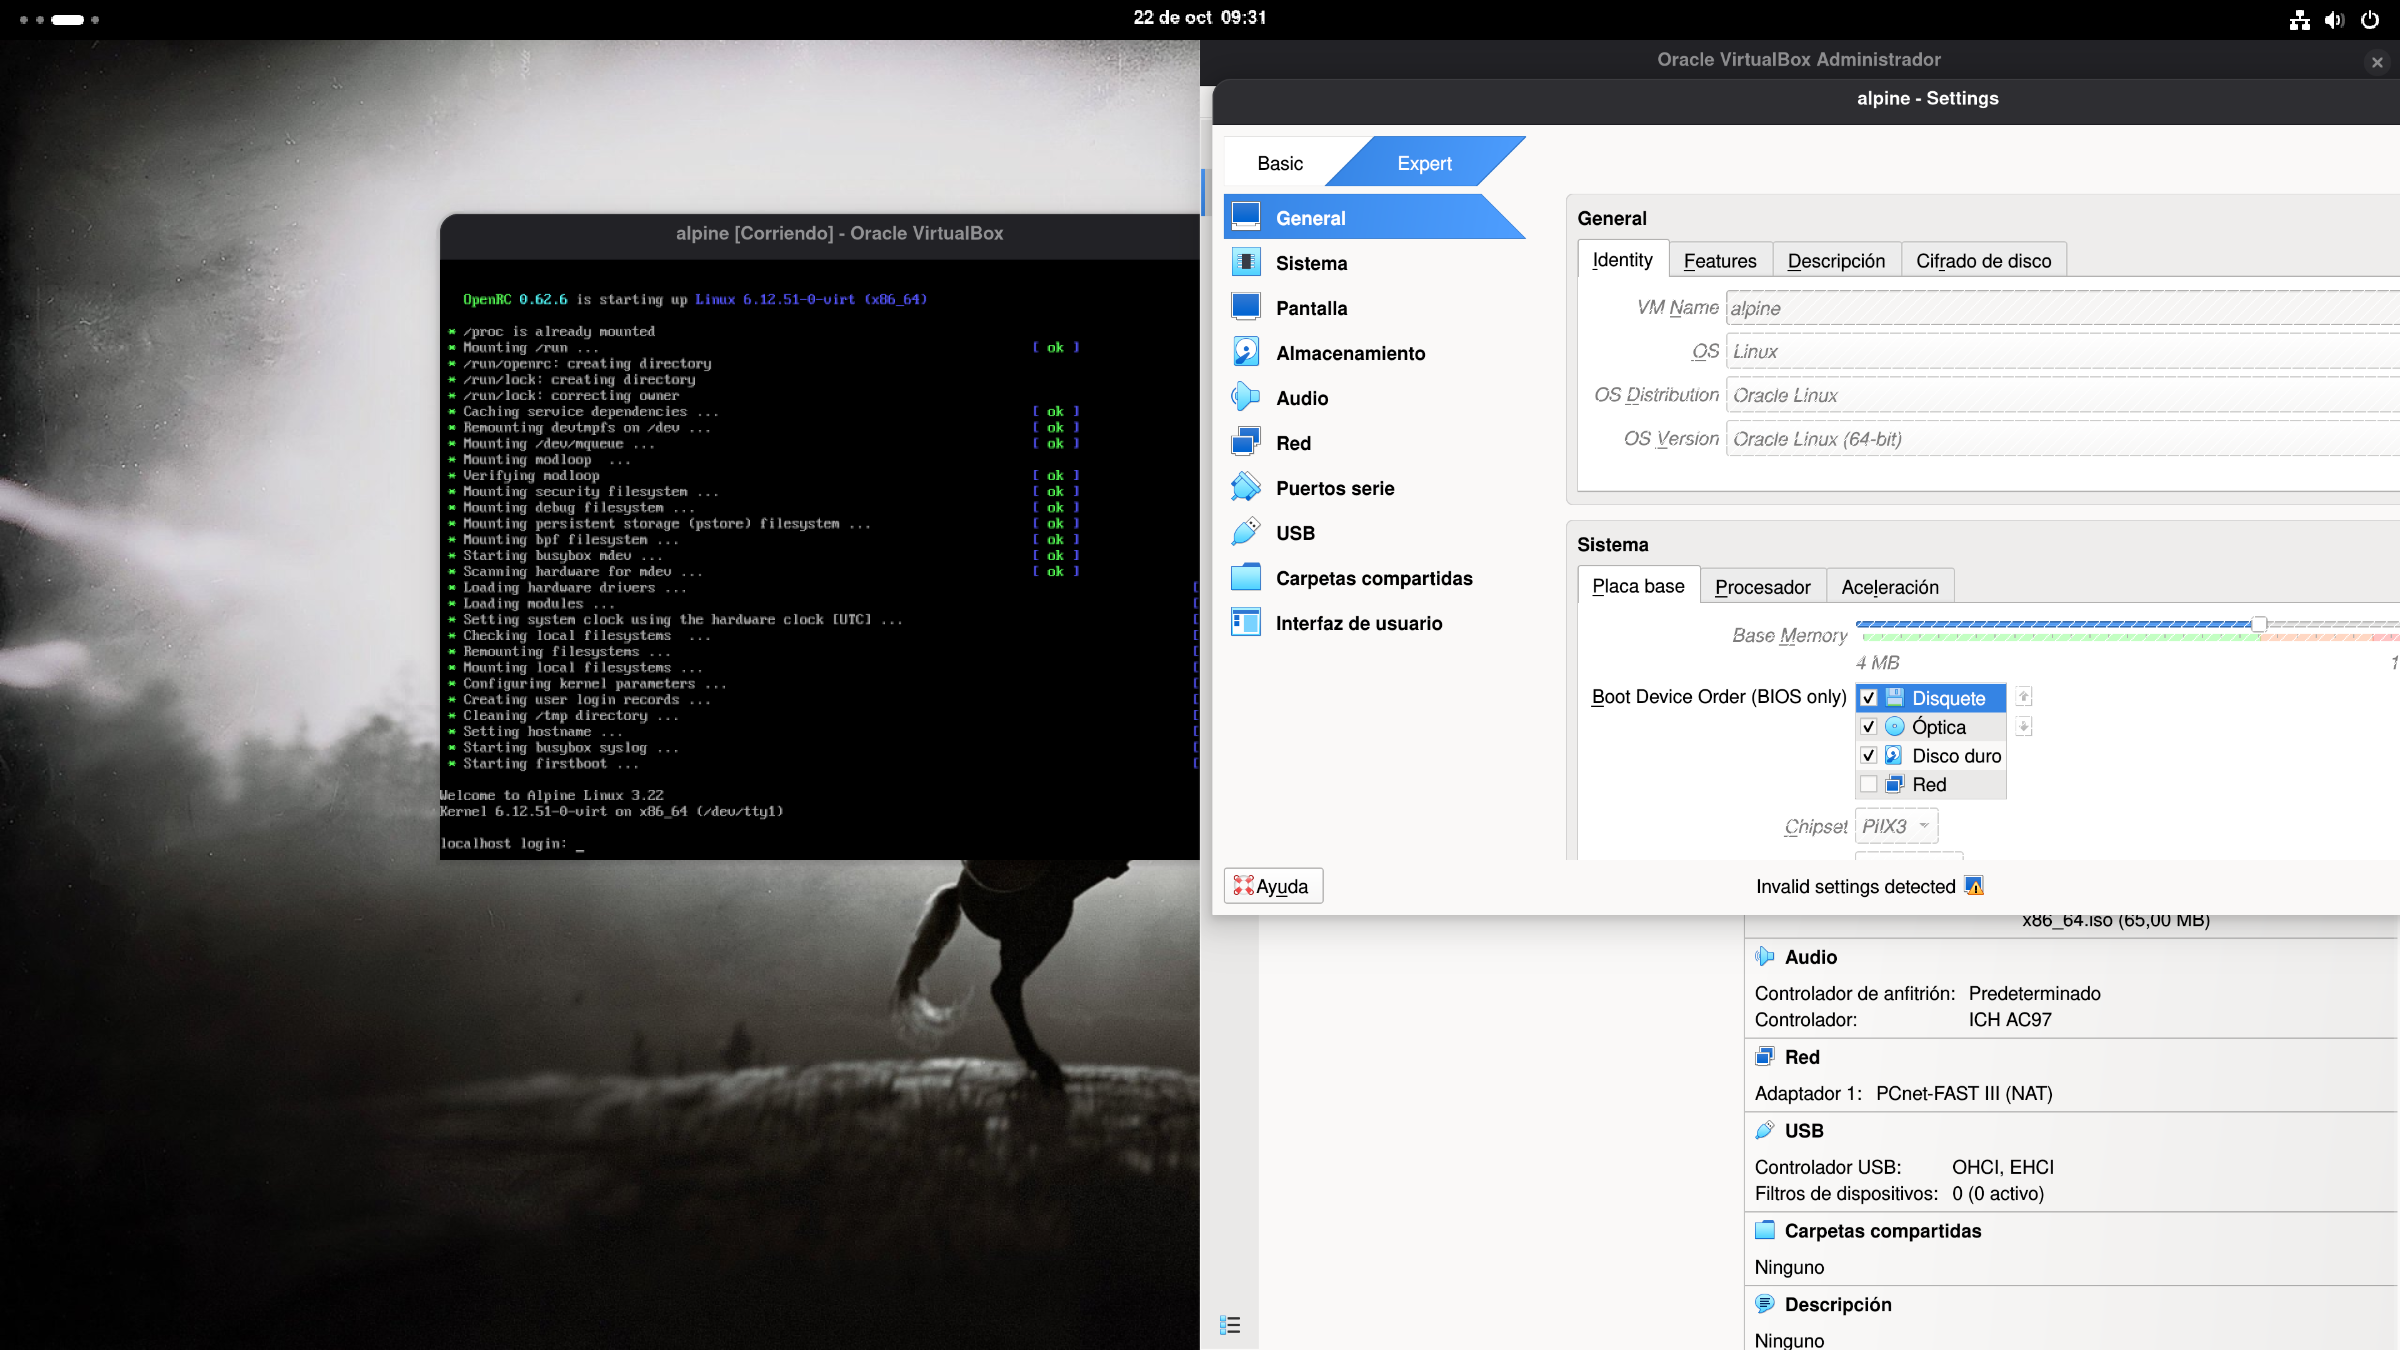 22 de oct 09:31
Oracle VirtualBox Administrador
alpine [Corriendo] - Oracle VirtualBox
OpenRC 0.62.6 is starting up Linux 6.12.51-0-virt (x86_64)
* /proc is already mounted
* Mounting /run ... [ ok ]
* /run/openrc: creating directory
* /run/lock: creating directory
* /run/lock: correcting owner
* Caching service dependencies ... [ ok ]
* Remounting devtmpfs on /dev ... [ ok ]
* Mounting /dev/mqueue ... [ ok ]
* Mounting modloop ...
* Verifying modloop [ ok ]
* Mounting security filesystem ... [ ok ]
* Mounting debug filesystem ... [ ok ]
* Mounting persistent storage (pstore) filesystem ... [ ok ]
* Mounting bpf filesystem ... [ ok ]
* Starting busybox mdev ... [ ok ]
* Scanning hardware for mdev ... [ ok ]
* Loading hardware drivers ... [
* Loading modules ... [
* Setting system clock using the hardware clock [UTC] ... [
* Checking local filesystems ... [
* Remounting filesystems ... [
* Mounting local filesystems ... [
* Configuring kernel parameters ... [
* Creating user login records ... [
* Cleaning /tmp directory ... [
* Setting hostname ... [
* Starting busybox syslog ... [
* Starting firstboot ... [
Welcome to Alpine Linux 3.22
Kernel 6.12.51-0-virt on x86_64 (/dev/tty1)
localhost login: _
alpine - Settings
Basic
Expert
General
Sistema
Pantalla
Almacenamiento
Audio
Red
Puertos serie
USB
Carpetas compartidas
Interfaz de usuario
General
Identity Features Descripción Cifrado de disco
VM Name alpine
OS Linux
OS Distribution Oracle Linux
OS Version Oracle Linux (64-bit)
Sistema
Placa base Procesador Aceleración
Base Memory
4 MB 1
Boot Device Order (BIOS only)
Disquete
Óptica
Disco duro
Red
Chipset PIIX3
Ayuda
Invalid settings detected
x86_64.iso (65,00 MB)
Audio
Controlador de anfitrión: Predeterminado
Controlador: ICH AC97
Red
Adaptador 1: PCnet-FAST III (NAT)
USB
Controlador USB: OHCI, EHCI
Filtros de dispositivos: 0 (0 activo)
Carpetas compartidas
Ninguno
Descripción
Ninguno